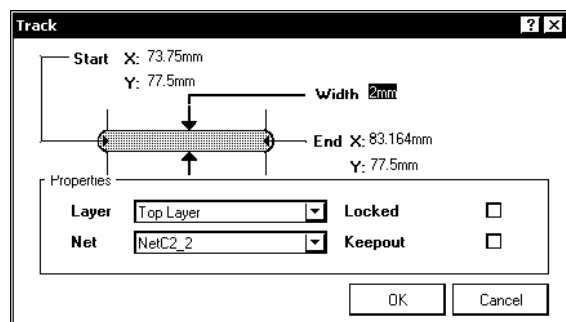 Track
Start X: 73.75mm
Y: 77.5mm
Width 2mm
End X: 83.164mm
Y: 77.5mm
Properties
Layer Top Layer Locked
Net NetC2_2 Keepout
OK Cancel